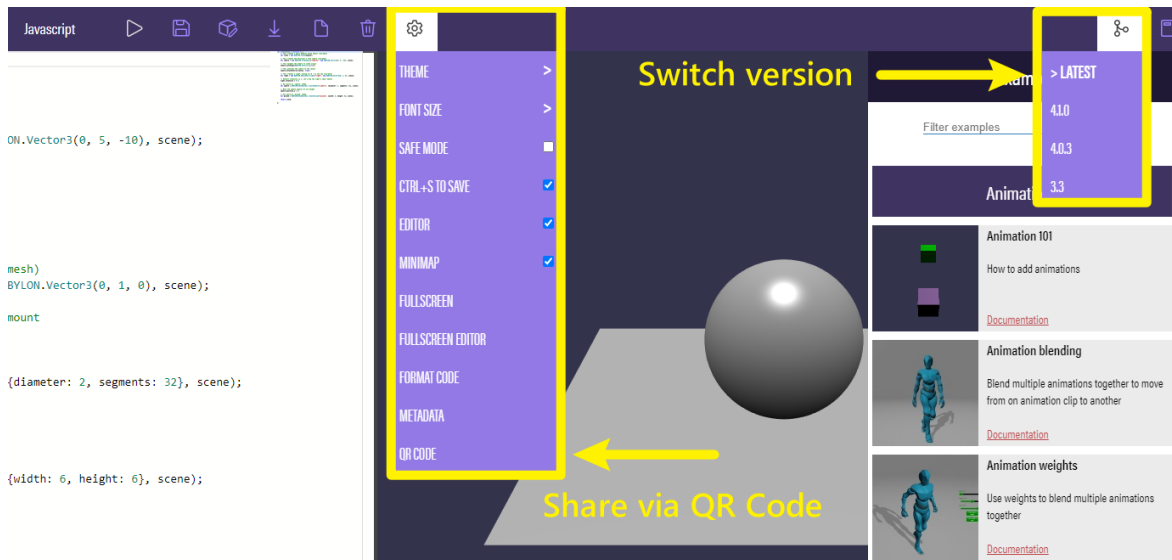 Javascript
ON.Vector3(0, 5, -10), scene);
mesh)
BYLON.Vector3(0, 1, 0), scene);
mount
{diameter: 2, segments: 32}, scene);
{width: 6, height: 6}, scene);
THEME >
FONT SIZE >
SAFE MODE
CTRL+S TO SAVE
EDITOR
MINIMAP
FULLSCREEN
FULLSCREEN EDITOR
FORMAT CODE
METADATA
QR CODE
Switch version
Share via QR Code
> LATEST
4.1.0
4.0.3
3.3
Filter examples
Animati
Animation 101
How to add animations
Documentation
Animation blending
Blend multiple animations together to move
from on animation clip to another
Documentation
Animation weights
Use weights to blend multiple animations
together
Documentation